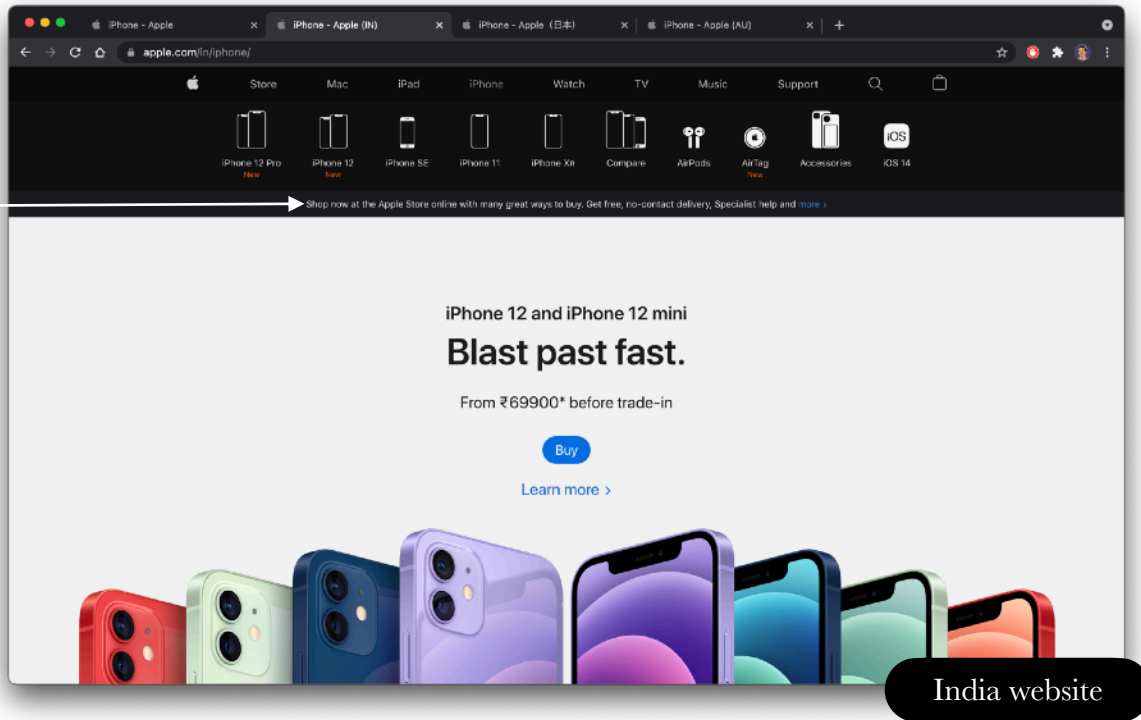 iPhone - Apple
iPhone - Apple (IN)
iPhone - Apple（日本）
iPhone - Apple (AU)
apple.com/in/iphone/
Store Mac iPad iPhone Watch TV Music Support
iPhone 12 Pro iPhone 12 iPhone SE iPhone 11 iPhone XR Compare AirPods AirTag Accessories iOS iOS 14
New New New
Shop now at the Apple Store online with many great ways to buy. Get free, no-contact delivery, Specialist help and more >
iPhone 12 and iPhone 12 mini
Blast past fast.
From ₹69900* before trade-in
Buy
Learn more >
India website